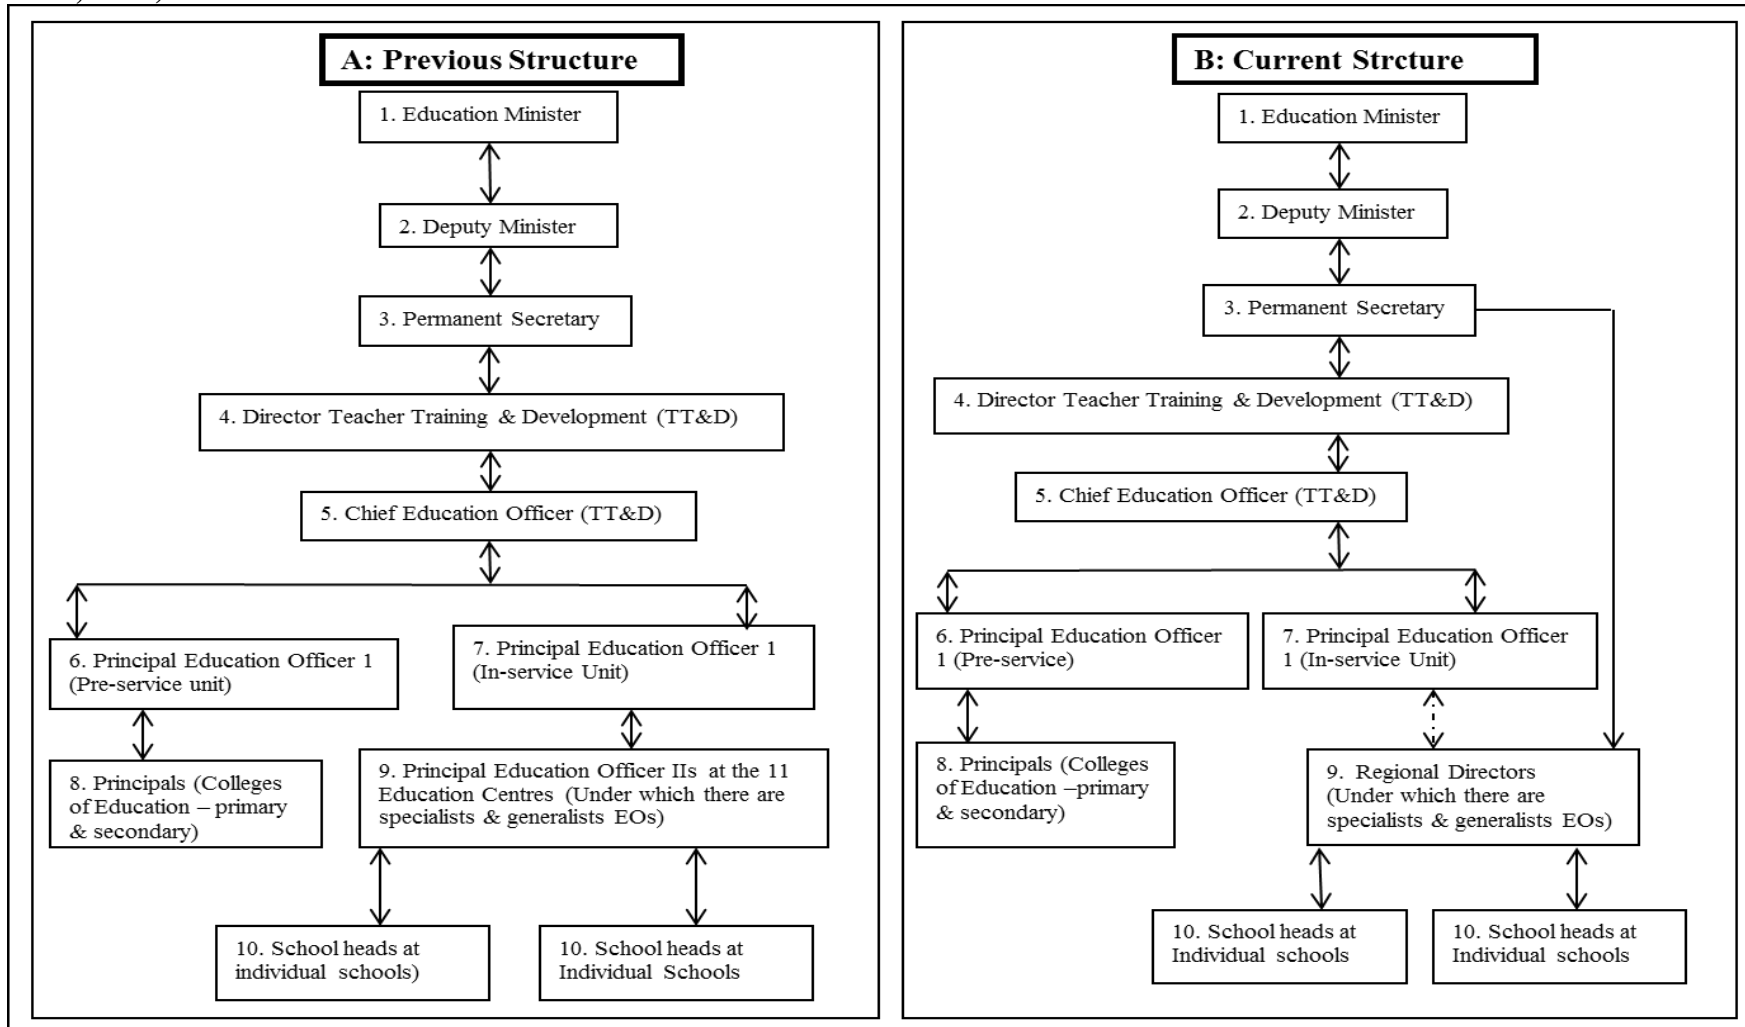 A: Previous Structure
1. Education Minister
2. Deputy Minister
3. Permanent Secretary
4. Director Teacher Training & Development (TT&D)
5. Chief Education Officer (TT&D)
6. Principal Education Officer 1
(Pre-service unit)
7. Principal Education Officer 1
(In-service Unit)
8. Principals (Colleges
of Education – primary
& secondary)
9. Principal Education Officer IIs at the 11
Education Centres (Under which there are
specialists & generalists EOs)
10. School heads at
individual schools)
10. School heads at
Individual Schools
B: Current Strcture
1. Education Minister
2. Deputy Minister
3. Permanent Secretary
4. Director Teacher Training & Development (TT&D)
5. Chief Education Officer (TT&D)
6. Principal Education Officer
1 (Pre-service)
7. Principal Education Officer
1 (In-service Unit)
8. Principals (Colleges
of Education –primary
& secondary)
9. Regional Directors
(Under which there are
specialists & generalists EOs)
10. School heads at
Individual schools
10. School heads at
Individual schools